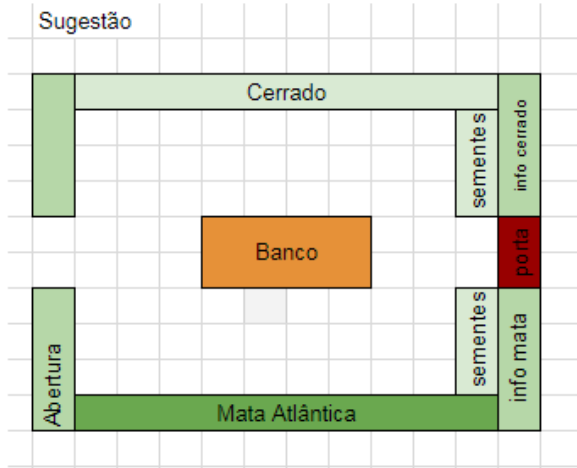 Sugestão
Cerrado
sementes
info cerrado
Banco
porta
Abertura
sementes
info mata
Mata Atlântica